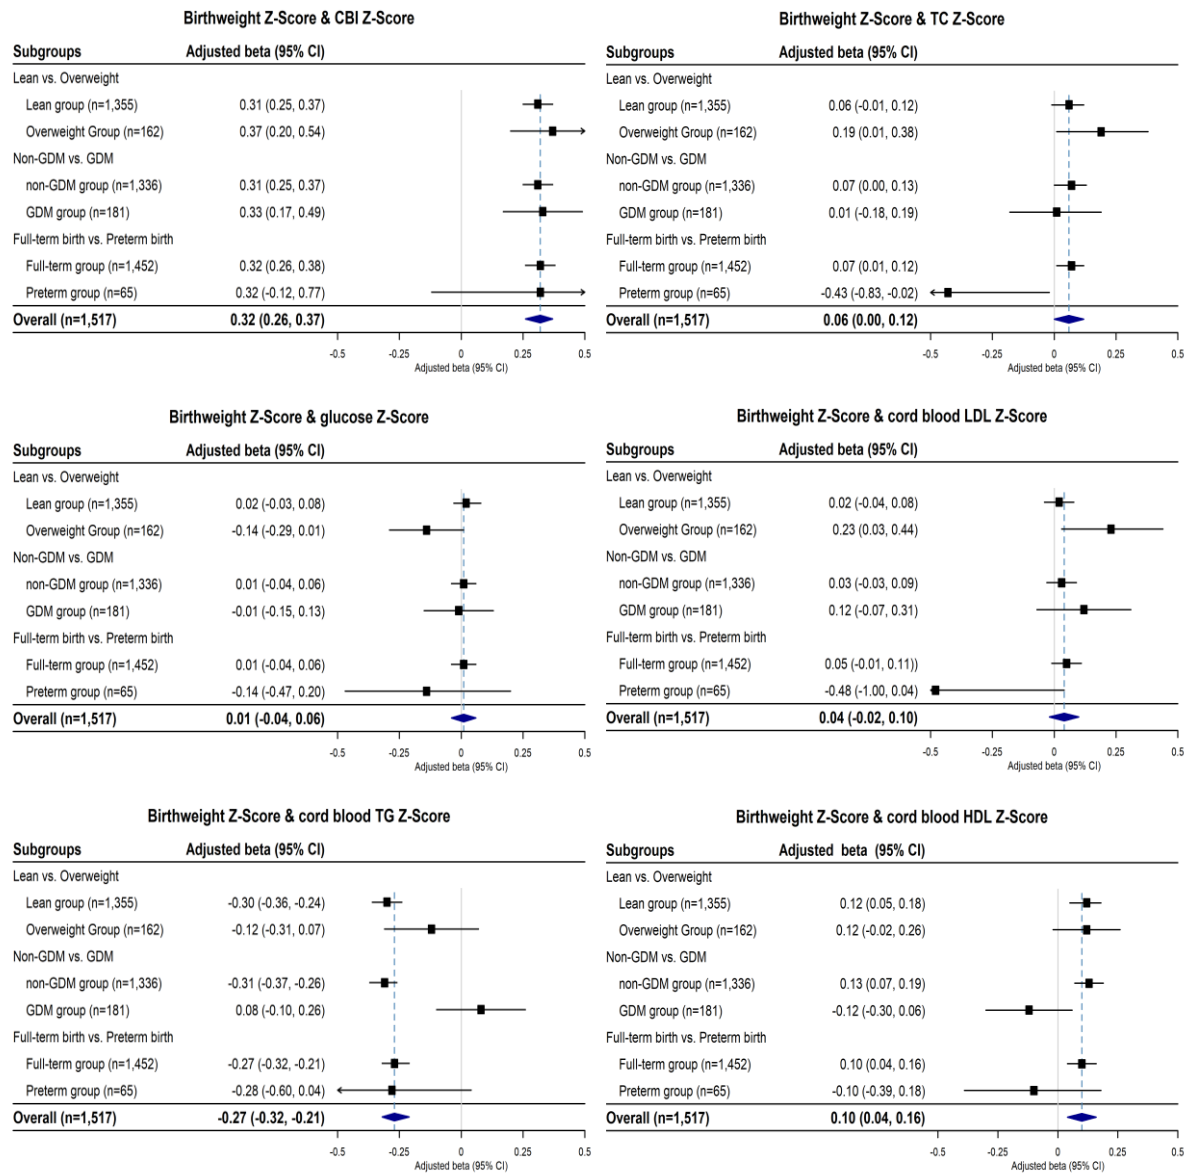 Birthweight Z-Score & CBI Z-Score
Subgroups Adjusted beta (95% CI)
Lean vs. Overweight
Lean group (n=1,355) 0.31 (0.25, 0.37)
Overweight Group (n=162) 0.37 (0.20, 0.54)
Non-GDM vs. GDM
non-GDM group (n=1,336) 0.31 (0.25, 0.37)
GDM group (n=181) 0.33 (0.17, 0.49)
Full-term birth vs. Preterm birth
Full-term group (n=1,452) 0.32 (0.26, 0.38)
Preterm group (n=65) 0.32 (-0.12, 0.77)
Overall (n=1,517) 0.32 (0.26, 0.37)
-0.5 -0.25 0 0.25 0.5
Adjusted beta (95% CI)
Birthweight Z-Score & TC Z-Score
Subgroups Adjusted beta (95% CI)
Lean vs. Overweight
Lean group (n=1,355) 0.06 (-0.01, 0.12)
Overweight Group (n=162) 0.19 (0.01, 0.38)
Non-GDM vs. GDM
non-GDM group (n=1,336) 0.07 (0.00, 0.13)
GDM group (n=181) 0.01 (-0.18, 0.19)
Full-term birth vs. Preterm birth
Full-term group (n=1,452) 0.07 (0.01, 0.12)
Preterm group (n=65) -0.43 (-0.83, -0.02)
Overall (n=1,517) 0.06 (0.00, 0.12)
-0.5 -0.25 0 0.25 0.5
Adjusted beta (95% CI)
Birthweight Z-Score & glucose Z-Score
Subgroups Adjusted beta (95% CI)
Lean vs. Overweight
Lean group (n=1,355) 0.02 (-0.03, 0.08)
Overweight Group (n=162) -0.14 (-0.29, 0.01)
Non-GDM vs. GDM
non-GDM group (n=1,336) 0.01 (-0.04, 0.06)
GDM group (n=181) -0.01 (-0.15, 0.13)
Full-term birth vs. Preterm birth
Full-term group (n=1,452) 0.01 (-0.04, 0.06)
Preterm group (n=65) -0.14 (-0.47, 0.20)
Overall (n=1,517) 0.01 (-0.04, 0.06)
-0.5 -0.25 0 0.25 0.5
Adjusted beta (95% CI)
Birthweight Z-Score & cord blood LDL Z-Score
Subgroups Adjusted beta (95% CI)
Lean vs. Overweight
Lean group (n=1,355) 0.02 (-0.04, 0.08)
Overweight Group (n=162) 0.23 (0.03, 0.44)
Non-GDM vs. GDM
non-GDM group (n=1,336) 0.03 (-0.03, 0.09)
GDM group (n=181) 0.12 (-0.07, 0.31)
Full-term birth vs. Preterm birth
Full-term group (n=1,452) 0.05 (-0.01, 0.11))
Preterm group (n=65) -0.48 (-1.00, 0.04)
Overall (n=1,517) 0.04 (-0.02, 0.10)
-0.5 -0.25 0 0.25 0.5
Adjusted beta (95% CI)
Birthweight Z-Score & cord blood TG Z-Score
Subgroups Adjusted beta (95% CI)
Lean vs. Overweight
Lean group (n=1,355) -0.30 (-0.36, -0.24)
Overweight Group (n=162) -0.12 (-0.31, 0.07)
Non-GDM vs. GDM
non-GDM group (n=1,336) -0.31 (-0.37, -0.26)
GDM group (n=181) 0.08 (-0.10, 0.26)
Full-term birth vs. Preterm birth
Full-term group (n=1,452) -0.27 (-0.32, -0.21)
Preterm group (n=65) -0.28 (-0.60, 0.04)
Overall (n=1,517) -0.27 (-0.32, -0.21)
-0.5 -0.25 0 0.25 0.5
Adjusted beta (95% CI)
Birthweight Z-Score & cord blood HDL Z-Score
Subgroups Adjusted beta (95% CI)
Lean vs. Overweight
Lean group (n=1,355) 0.12 (0.05, 0.18)
Overweight Group (n=162) 0.12 (-0.02, 0.26)
Non-GDM vs. GDM
non-GDM group (n=1,336) 0.13 (0.07, 0.19)
GDM group (n=181) -0.12 (-0.30, 0.06)
Full-term birth vs. Preterm birth
Full-term group (n=1,452) 0.10 (0.04, 0.16)
Preterm group (n=65) -0.10 (-0.39, 0.18)
Overall (n=1,517) 0.10 (0.04, 0.16)
-0.5 -0.25 0 0.25 0.5
Adjusted beta (95% CI)